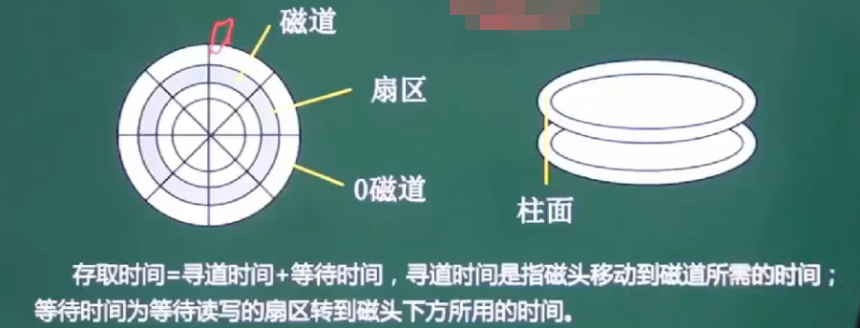 磁道
扇区
0磁道
柱面
存取时间=寻道时间+等待时间，寻道时间是指磁头移动到磁道所需的时间；
等待时间为等待读写的扇区转到磁头下方所用的时间。